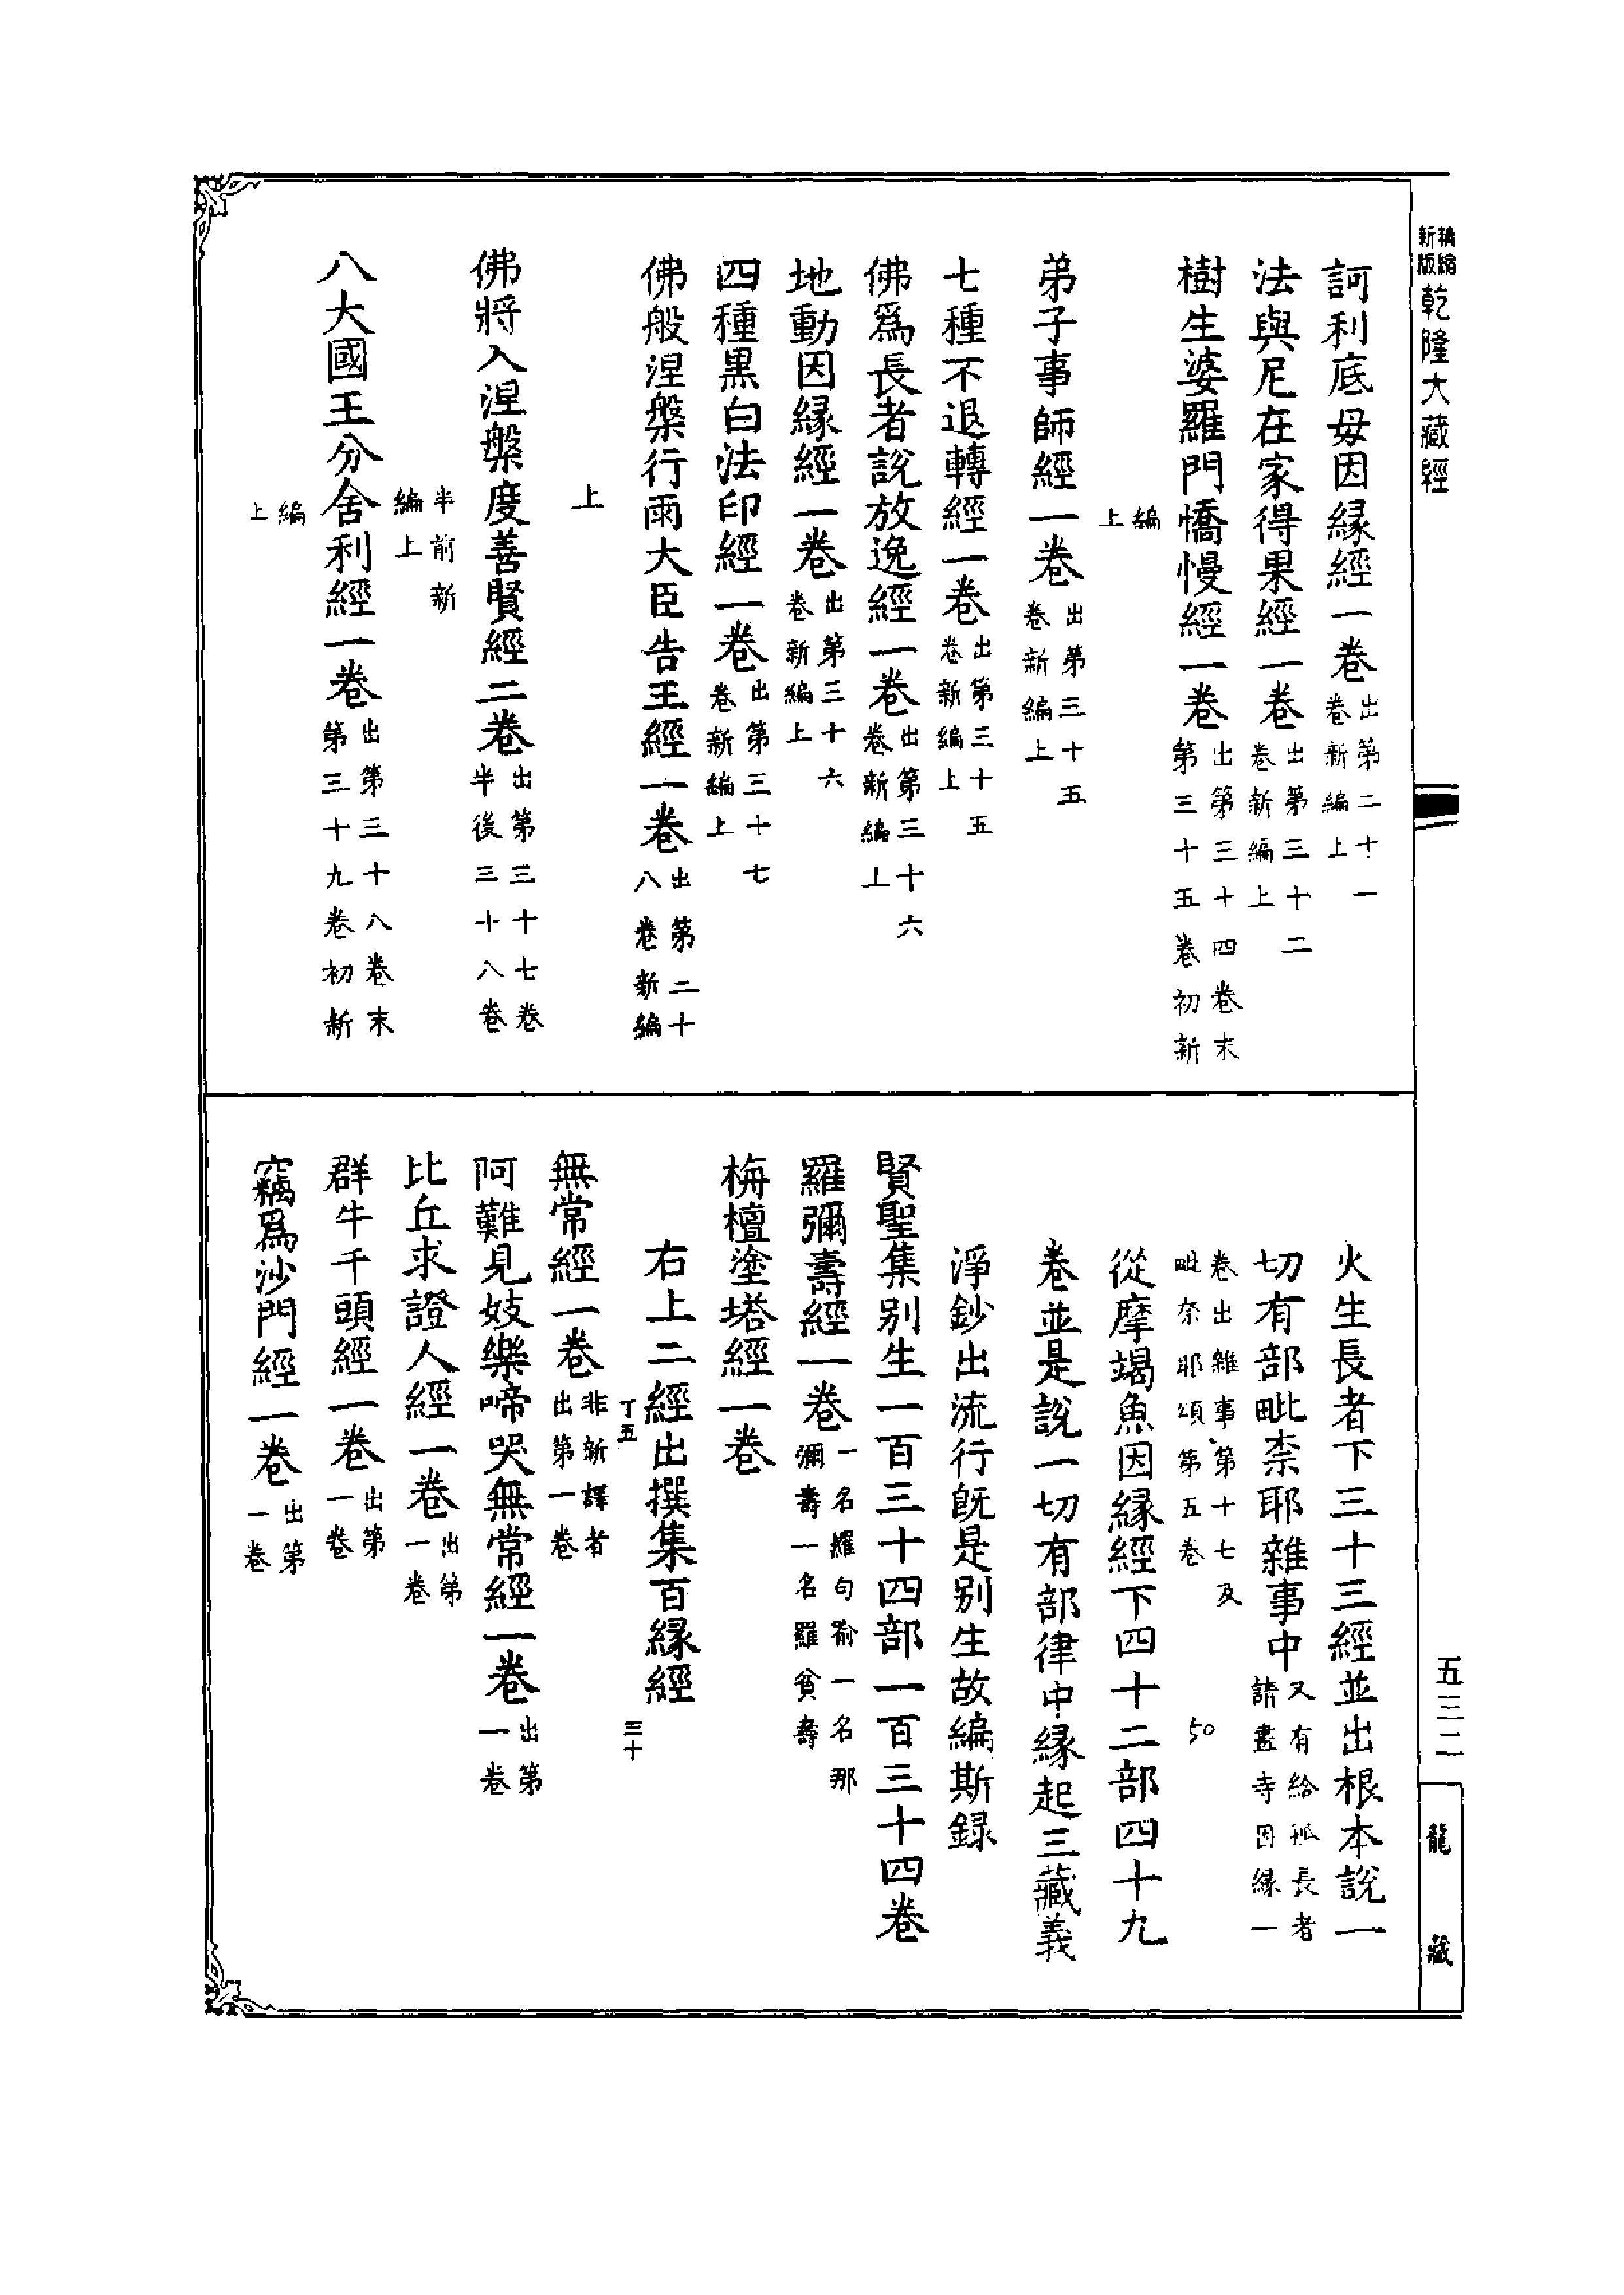 新版精縮乾隆大藏經
訶利底毋因緣經一卷出第二十一卷新編上
法與尼在家得果經一卷出第三十二卷新編上
樹生婆羅門憍慢經一卷出第三十四卷末第三十五卷初新編上
弟子事師經一卷出第三十五卷新編上
七種不退轉經一卷出第三十五卷新編上
佛爲長者說放逸經一卷出第三十六卷新編上
地動因緣經一卷出第三十六卷新編上
四種黑白法印經一卷出第三十七卷新編上
佛般涅槃行雨大臣告王經一卷出第二十八卷新編上
佛將入涅槃度善賢經二卷出第三十七卷半後三十八卷半前新編上
八大國王分舍利經一卷出第三十八卷末第三十九卷初新編上
火生長者下三十三經並出根本說一
切有部毗柰耶雜事中又有給孤長者請畫寺因緣一
卷出雜事第十七及毗奈耶頌第五卷
50
從摩竭魚因緣經下四十二部四十九
卷並是說一切有部律中緣起三藏義
淨鈔出流行旣是别生故編斯錄
賢聖集别生一百三十四部一百三十四卷
羅彌壽經一卷一名羅句喻一名那彌壽一名羅貧壽
栴檀塗塔經一卷
右上二經出撰集百緣經
丁五
三十
無常經一卷非新譯者出第一卷
阿難見妓樂啼哭無常經一卷出第一卷
比丘求證人經一卷出第一卷
群牛千頭經一卷出第一卷
竊爲沙門經一卷出第一卷
五三二
龍藏